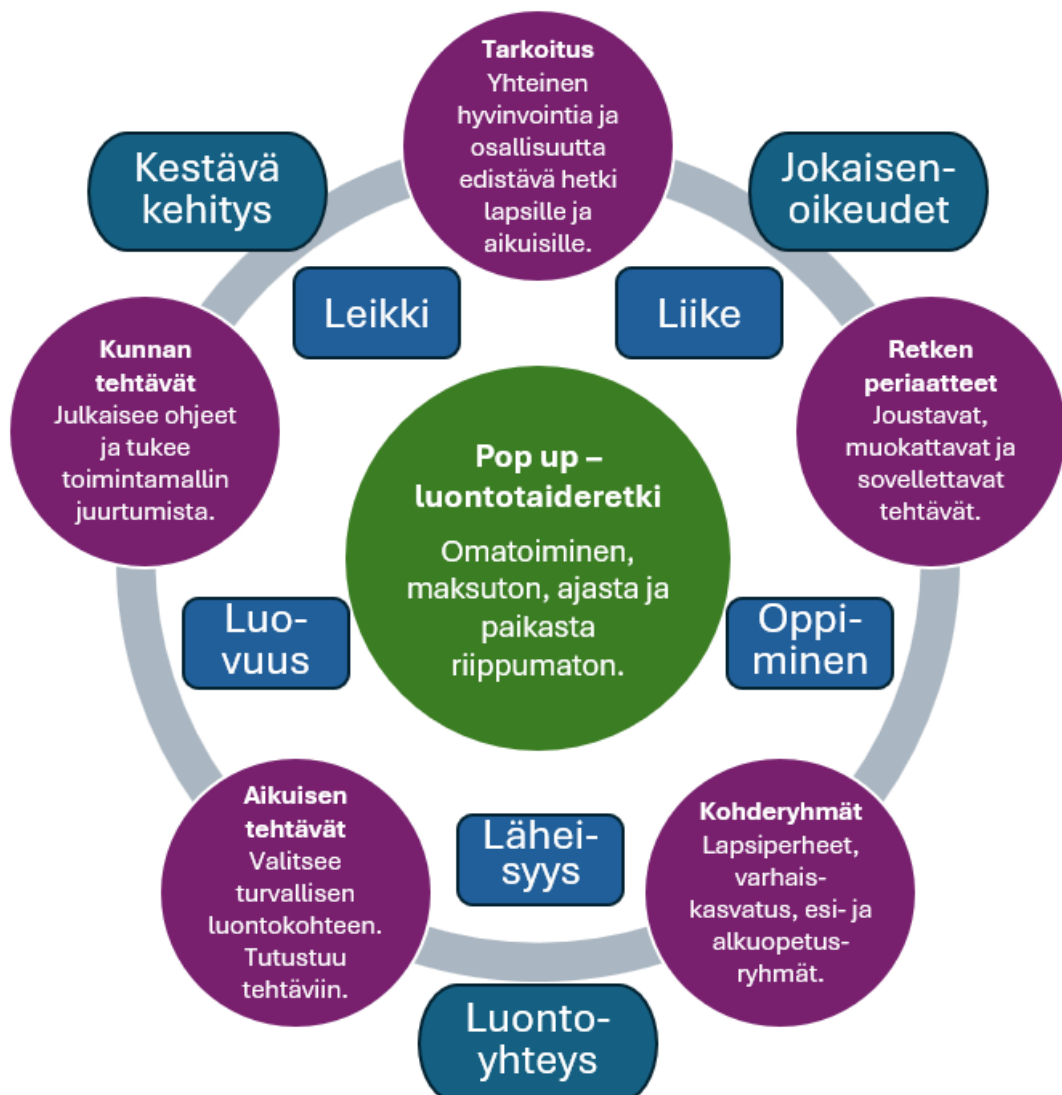 Tarkoitus
Yhteinen
hyvinvointia ja
osallisuutta
edistävä hetki
lapsille ja
aikuisille.
Kestävä
kehitys
Jokaisen-
oikeudet
Leikki
Liike
Kunnan
tehtävät
Julkaisee ohjeet
ja tukee
toimintamallin
juurtumista.
Retken
periaatteet
Joustavat,
muokattavat ja
sovellettavat
tehtävät.
Pop up –
luontotaideretki
Omatoiminen,
maksuton, ajasta ja
paikasta
riippumaton.
Luo-
vuus
Oppi-
minen
Aikuisen
tehtävät
Valitsee
turvallisen
luontokohteen.
Tutustuu
tehtäviin.
Lähei-
syys
Kohderyhmät
Lapsiperheet,
varhais-
kasvatus, esi- ja
alkuopetus-
ryhmät.
Luonto-
yhteys